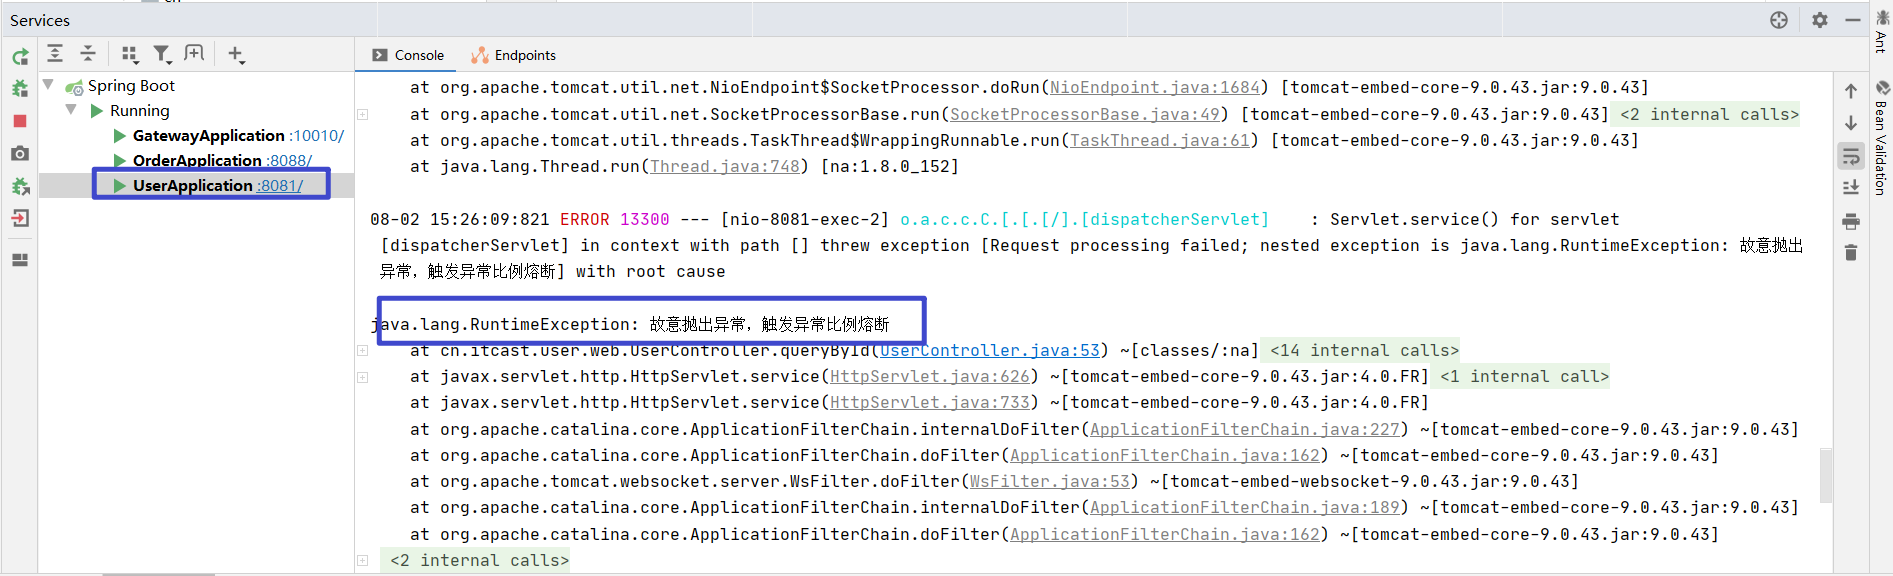 Services
Console
Endpoints
Spring Boot
Running
GatewayApplication :10010/
OrderApplication :8088/
UserApplication :8081/
at org.apache.tomcat.util.net.NioEndpoint$SocketProcessor.doRun(NioEndpoint.java:1684) [tomcat-embed-core-9.0.43.jar:9.0.43]
at org.apache.tomcat.util.net.SocketProcessorBase.run(SocketProcessorBase.java:49) [tomcat-embed-core-9.0.43.jar:9.0.43] <2 internal calls>
at org.apache.tomcat.util.threads.TaskThread$WrappingRunnable.run(TaskThread.java:61) [tomcat-embed-core-9.0.43.jar:9.0.43]
at java.lang.Thread.run(Thread.java:748) [na:1.8.0_152]
08-02 15:26:09:821 ERROR 13300 --- [nio-8081-exec-2] o.a.c.c.C.[.[.[/].[dispatcherServlet] : Servlet.service() for servlet
[dispatcherServlet] in context with path [] threw exception [Request processing failed; nested exception is java.lang.RuntimeException: 故意抛出
异常，触发异常比例熔断] with root cause
java.lang.RuntimeException: 故意抛出异常，触发异常比例熔断
at cn.itcast.user.web.UserController.queryById(UserController.java:53) ~[classes/:na] <14 internal calls>
at javax.servlet.http.HttpServlet.service(HttpServlet.java:626) ~[tomcat-embed-core-9.0.43.jar:4.0.FR] <1 internal call>
at javax.servlet.http.HttpServlet.service(HttpServlet.java:733) ~[tomcat-embed-core-9.0.43.jar:4.0.FR]
at org.apache.catalina.core.ApplicationFilterChain.internalDoFilter(ApplicationFilterChain.java:227) ~[tomcat-embed-core-9.0.43.jar:9.0.43]
at org.apache.catalina.core.ApplicationFilterChain.doFilter(ApplicationFilterChain.java:162) ~[tomcat-embed-core-9.0.43.jar:9.0.43]
at org.apache.tomcat.websocket.server.WsFilter.doFilter(WsFilter.java:53) ~[tomcat-embed-websocket-9.0.43.jar:9.0.43]
at org.apache.catalina.core.ApplicationFilterChain.internalDoFilter(ApplicationFilterChain.java:189) ~[tomcat-embed-core-9.0.43.jar:9.0.43]
at org.apache.catalina.core.ApplicationFilterChain.doFilter(ApplicationFilterChain.java:162) ~[tomcat-embed-core-9.0.43.jar:9.0.43]
<2 internal calls>
Ant
Bean Validation